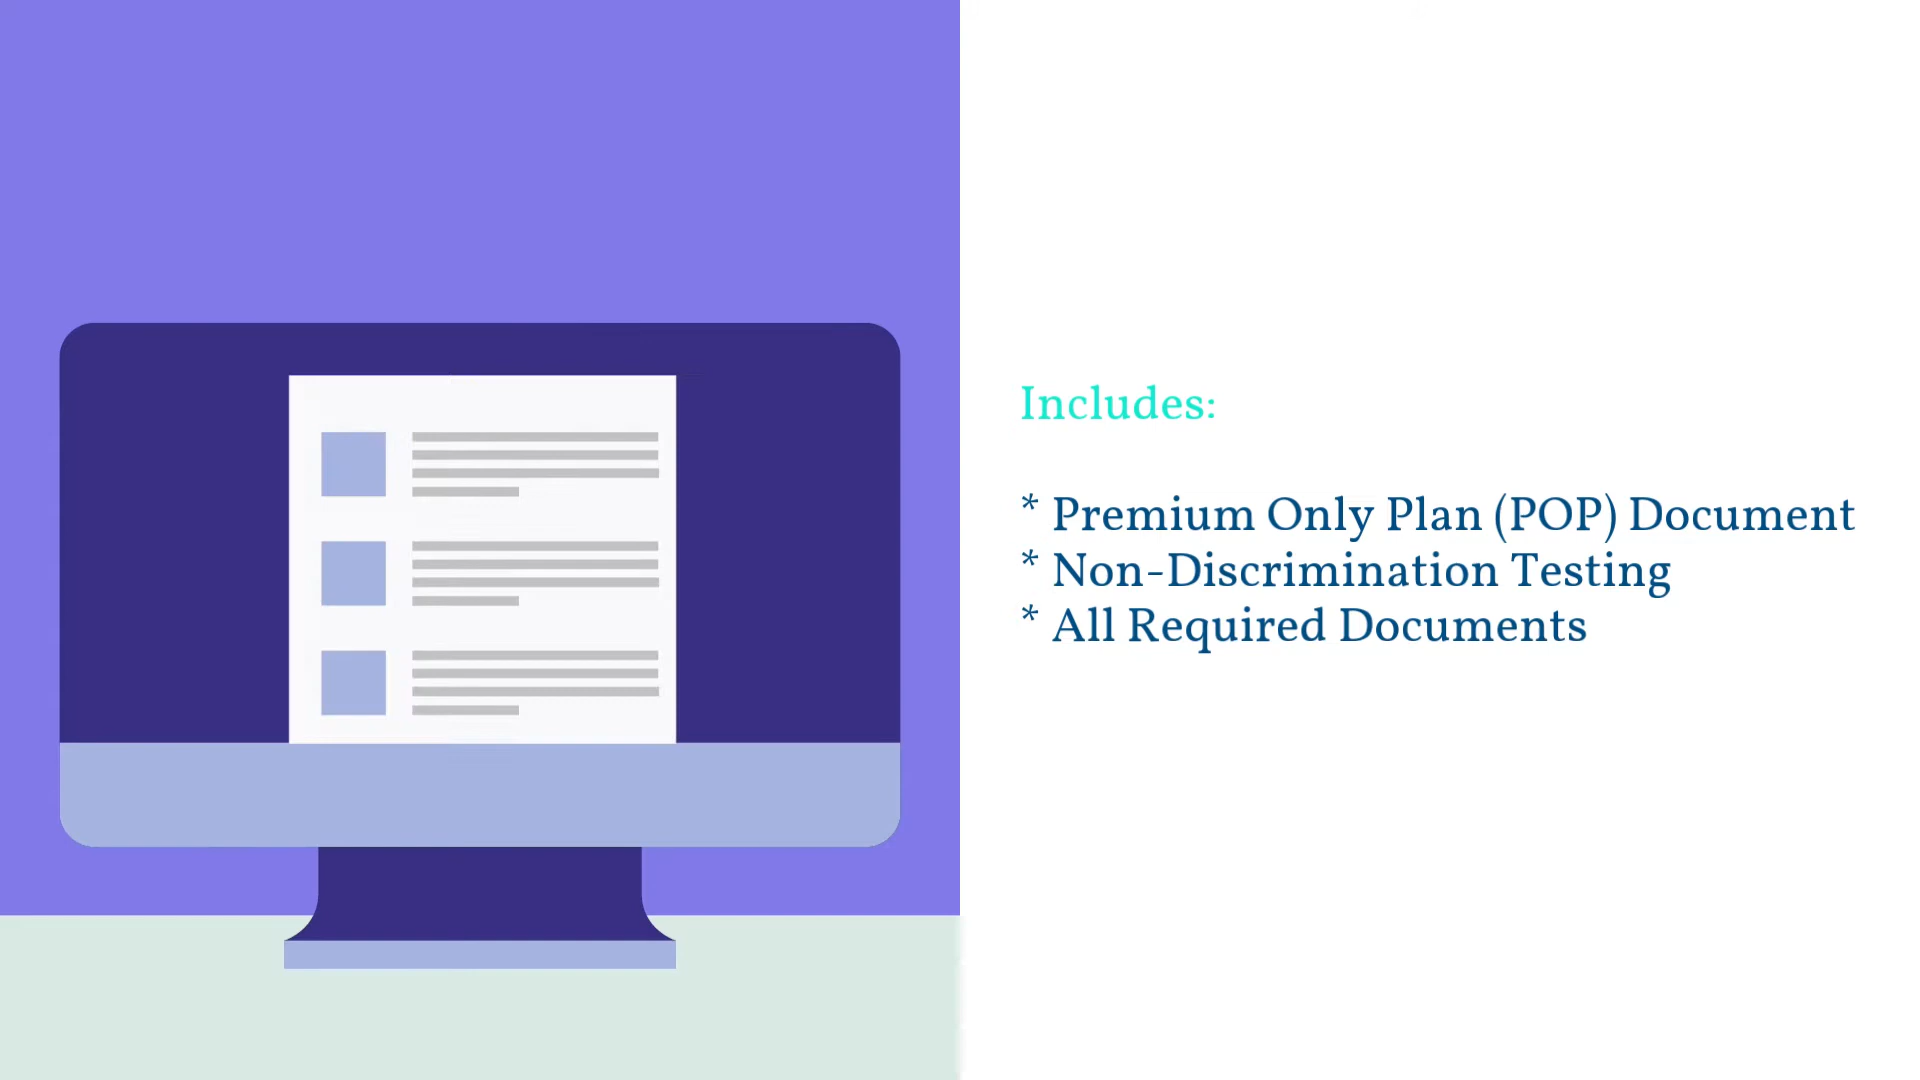 Includes:
* Premium Only Plan (POP) Document
* Non-Discrimination Testing
* All Required Documents